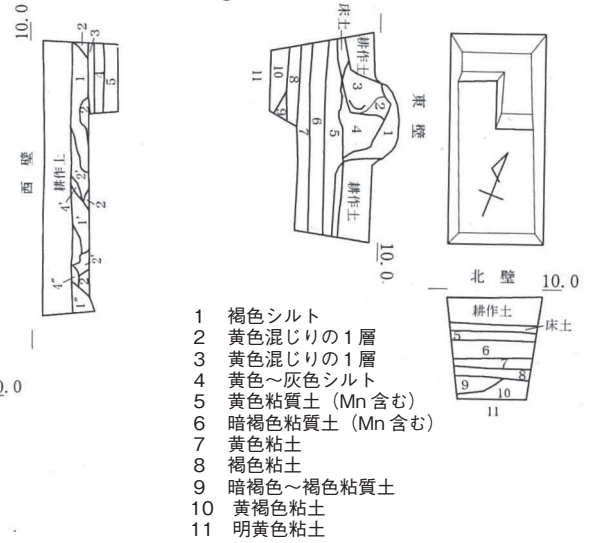 10.0
西壁
耕作土
1
2
3
4
5
2
2'
4'
2
1'
2'
4"
2
1"
床土
耕作土
東壁
11
10
9
8
7
6
5
3
2
4
1
耕作土
10.0
北壁 10.0
耕作土
床土
5
6
7
8
9
10
11
0.0
1 褐色シルト
2 黄色混じりの1層
3 黄色混じりの1層
4 黄色～灰色シルト
5 黄色粘質土（Mn含む）
6 暗褐色粘質土（Mn含む）
7 黄色粘土
8 褐色粘土
9 暗褐色～褐色粘質土
10 黄褐色粘土
11 明黄色粘土